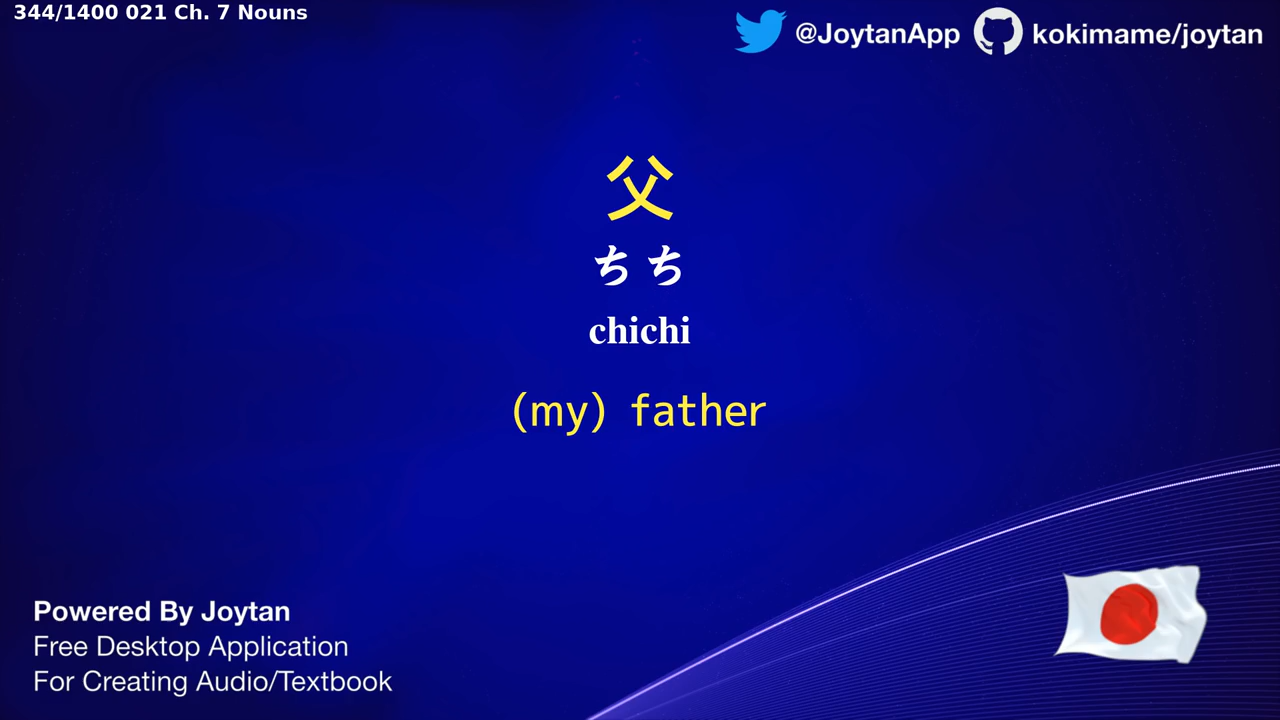 344/1400 021 Ch. 7 Nouns
@JoytanApp kokimame/joytan
父
ちち
chichi
(my) father
Powered By Joytan
Free Desktop Application
For Creating Audio/Textbook